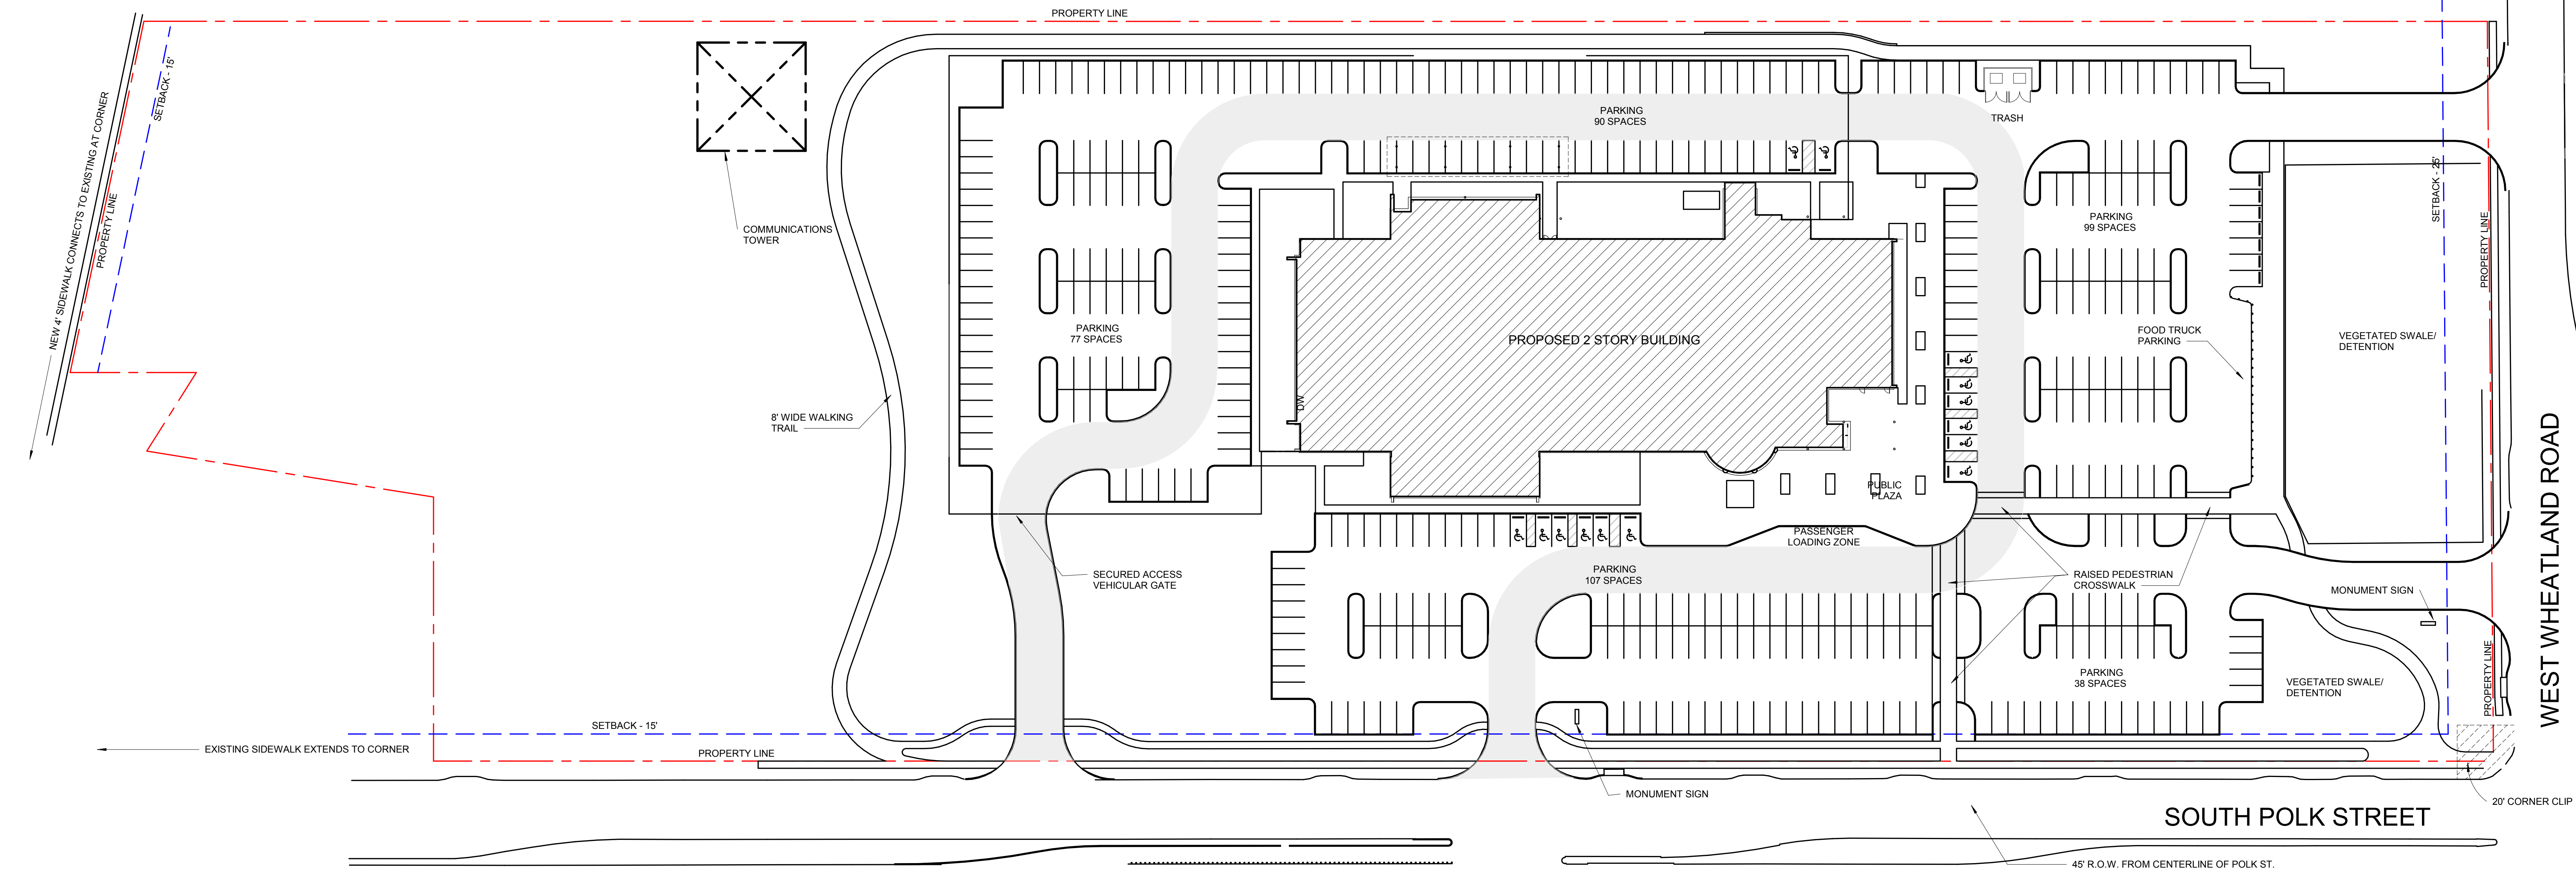 PROPERTY LINE
SETBACK - 15'
NEW 4' SIDEWALK CONNECTS TO EXISTING AT CORNER
PROPERTY LINE
COMMUNICATIONS
TOWER
PARKING
90 SPACES
TRASH
PARKING
99 SPACES
SETBACK - 25'
PROPERTY LINE
PARKING
77 SPACES
PROPOSED 2 STORY BUILDING
FOOD TRUCK
PARKING
VEGETATED SWALE/
DETENTION
8' WIDE WALKING
TRAIL
DW
PUBLIC
PLAZA
PASSENGER
LOADING ZONE
WEST WHEATLAND ROAD
SECURED ACCESS
VEHICULAR GATE
PARKING
107 SPACES
RAISED PEDESTRIAN
CROSSWALK
MONUMENT SIGN
PROPERTY LINE
PARKING
38 SPACES
VEGETATED SWALE/
DETENTION
SETBACK - 15'
EXISTING SIDEWALK EXTENDS TO CORNER
PROPERTY LINE
MONUMENT SIGN
20' CORNER CLIP
SOUTH POLK STREET
45' R.O.W. FROM CENTERLINE OF POLK ST.